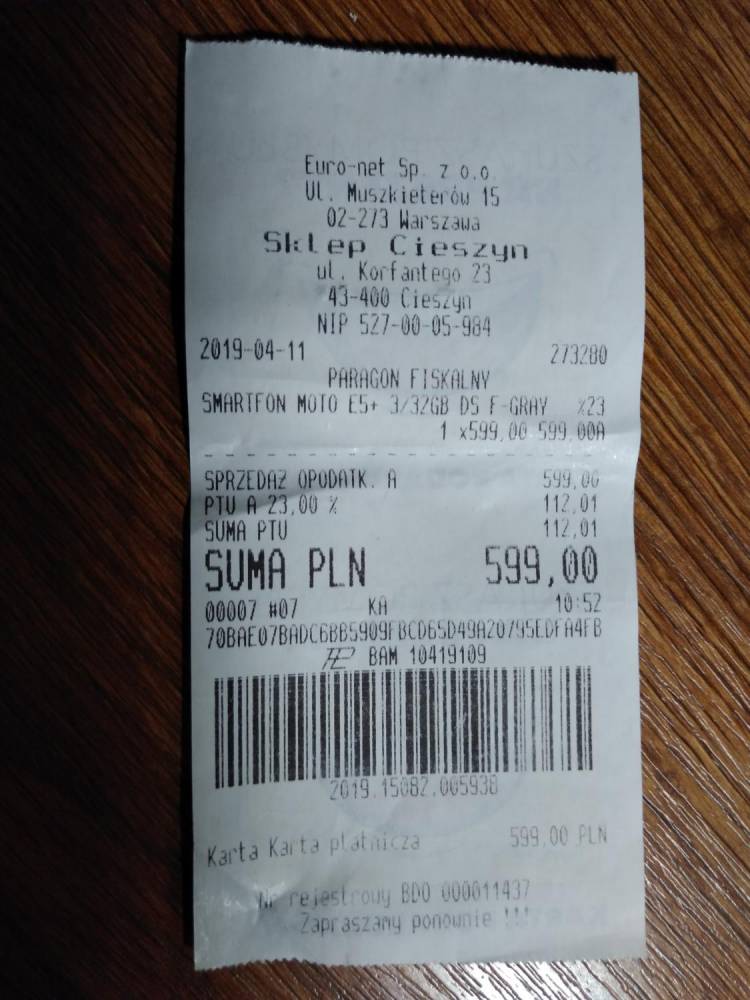 Euro-net Sp. z o.o.
Ul. Muszkieterów 15
02-273 Warszawa
Sklep Cieszyn
ul. Korfantego 23
43-400 Cieszyn
NIP 527-00-05-984
2019-04-11 273280
PARAGON FISKALNY
SMARTFON MOTO E5+ 3/32GB DS F-GRAY %23
1 x599,00 599,00A
SPRZEDAŻ OPODATK. A 599,00
PTU A 23,00 % 112,01
SUMA PTU 112,01
SUMA PLN 599,00
00007 #07 KA 10:52
70BAE07BADC6BB5909FBCD65D49A20795EDFA4FB
BAM 10419109
2019.15082.005938
Karta Karta płatnicza 599,00 PLN
Nr rejestrowy BDO 000011437
Zapraszamy ponownie !!!